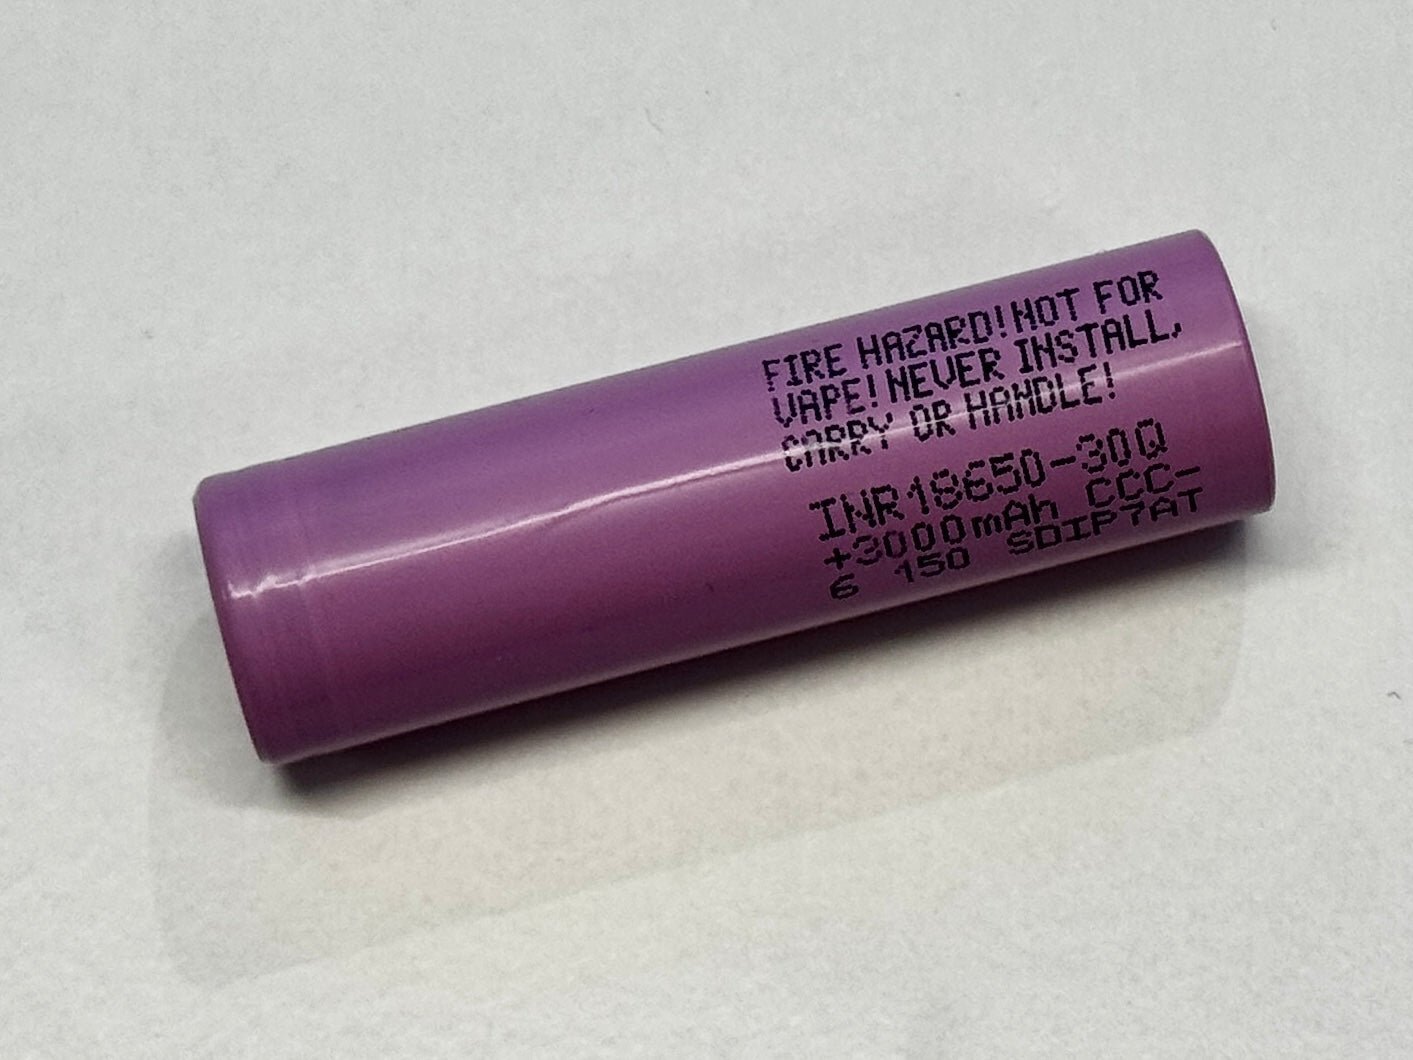 FIRE HAZARD! NOT FOR
VAPE! NEVER INSTALL,
CARRY OR HANDLE!
INR18650-30Q
+3000mAh CCC-
6 150 SDIP7AT